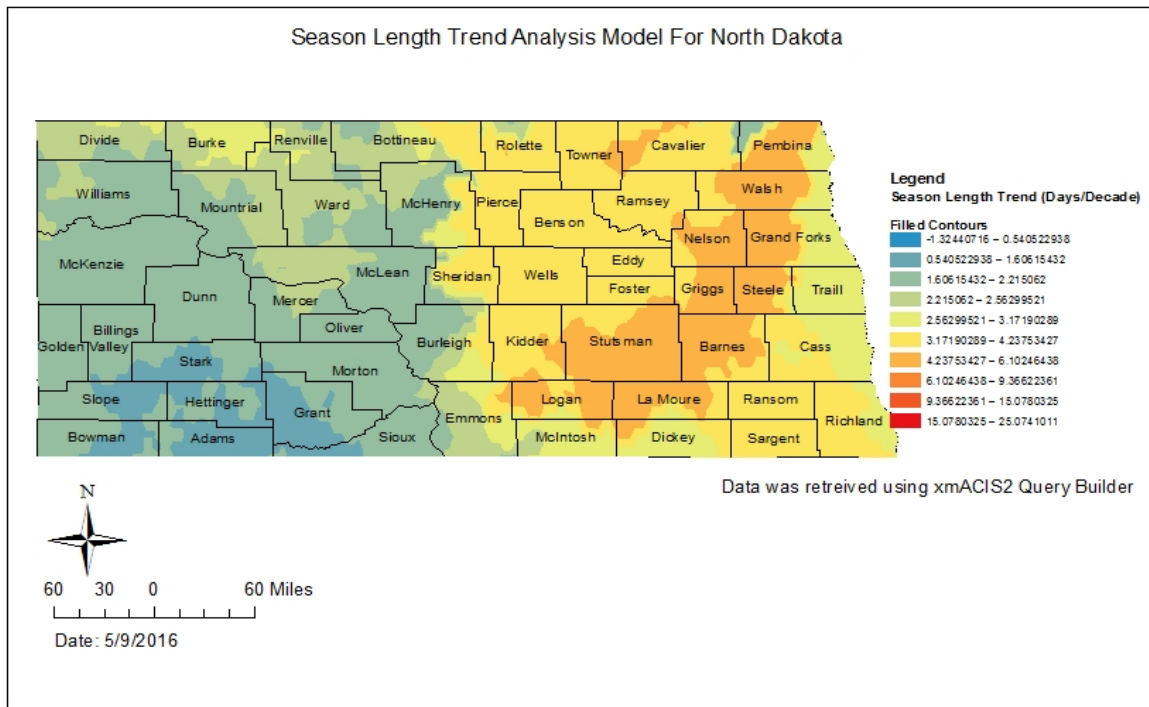 Season Length Trend Analysis Model For North Dakota
Divide
Burke
Renville
Bottineau
Rolette
Towner
Cavalier
Pembina
Williams
Mountrial
Ward
McHenry
Pierce
Benson
Ramsey
Walsh
McKenzie
Dunn
McLean
Mercer
Sheridan
Wells
Eddy
Foster
Nelson
Grand Forks
Griggs
Steele
Traill
Golden
Billings
Valley
Oliver
Burleigh
Kidder
Stutsman
Barnes
Cass
Stark
Morton
Slope
Hettinger
Grant
Emmons
Logan
La Moure
Ransom
Richland
Bowman
Adams
Sioux
McIntosh
Dickey
Sargent
Legend
Season Length Trend (Days/Decade)
Filled Contours
-1.32440716 – 0.540522938
0.540522938 – 1.60615432
1.60615432 – 2.215062
2.215062 – 2.56299521
2.56299521 – 3.17190289
3.17190289 – 4.23753427
4.23753427 – 6.10246438
6.10246438 – 9.36622361
9.36622361 – 15.0780325
15.0780325 – 25.0741011
Data was retreived using xmACIS2 Query Builder
N
60 30 0 60 Miles
Date: 5/9/2016